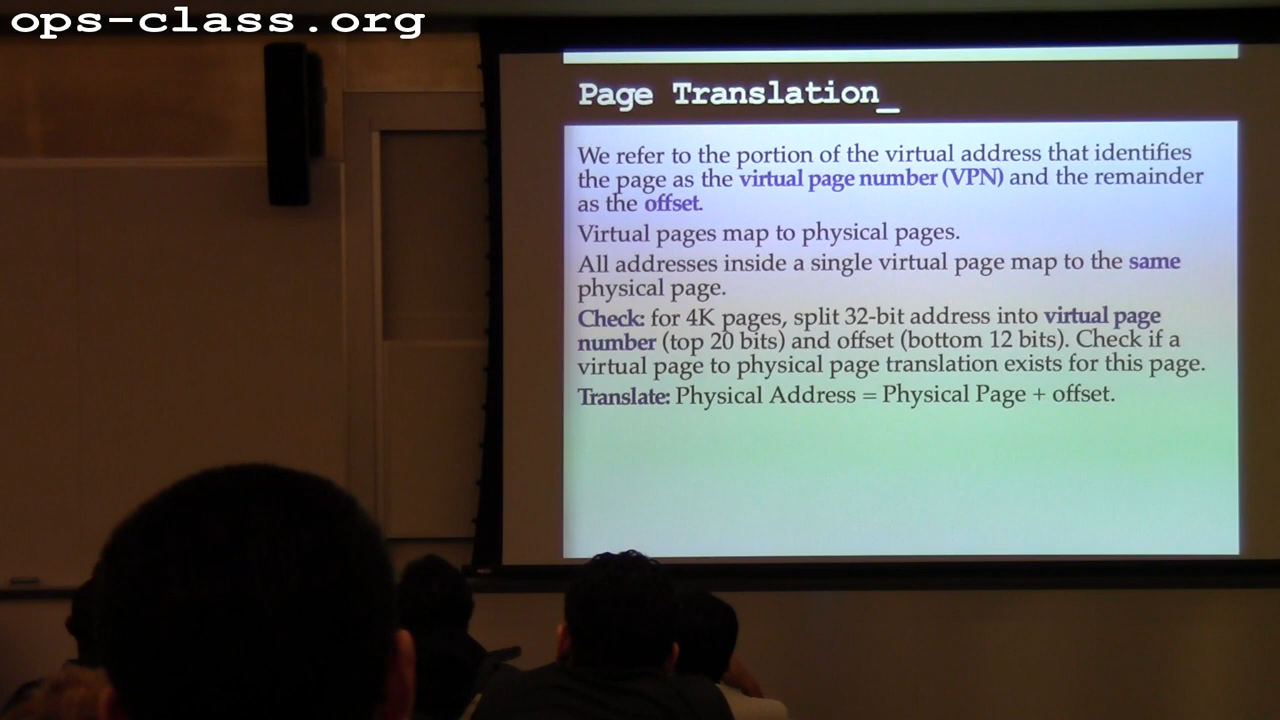 ops-class.org
Page Translation_
We refer to the portion of the virtual address that identifies
the page as the virtual page number (VPN) and the remainder
as the offset.
Virtual pages map to physical pages.
All addresses inside a single virtual page map to the same
physical page.
Check: for 4K pages, split 32-bit address into virtual page
number (top 20 bits) and offset (bottom 12 bits). Check if a
virtual page to physical page translation exists for this page.
Translate: Physical Address = Physical Page + offset.